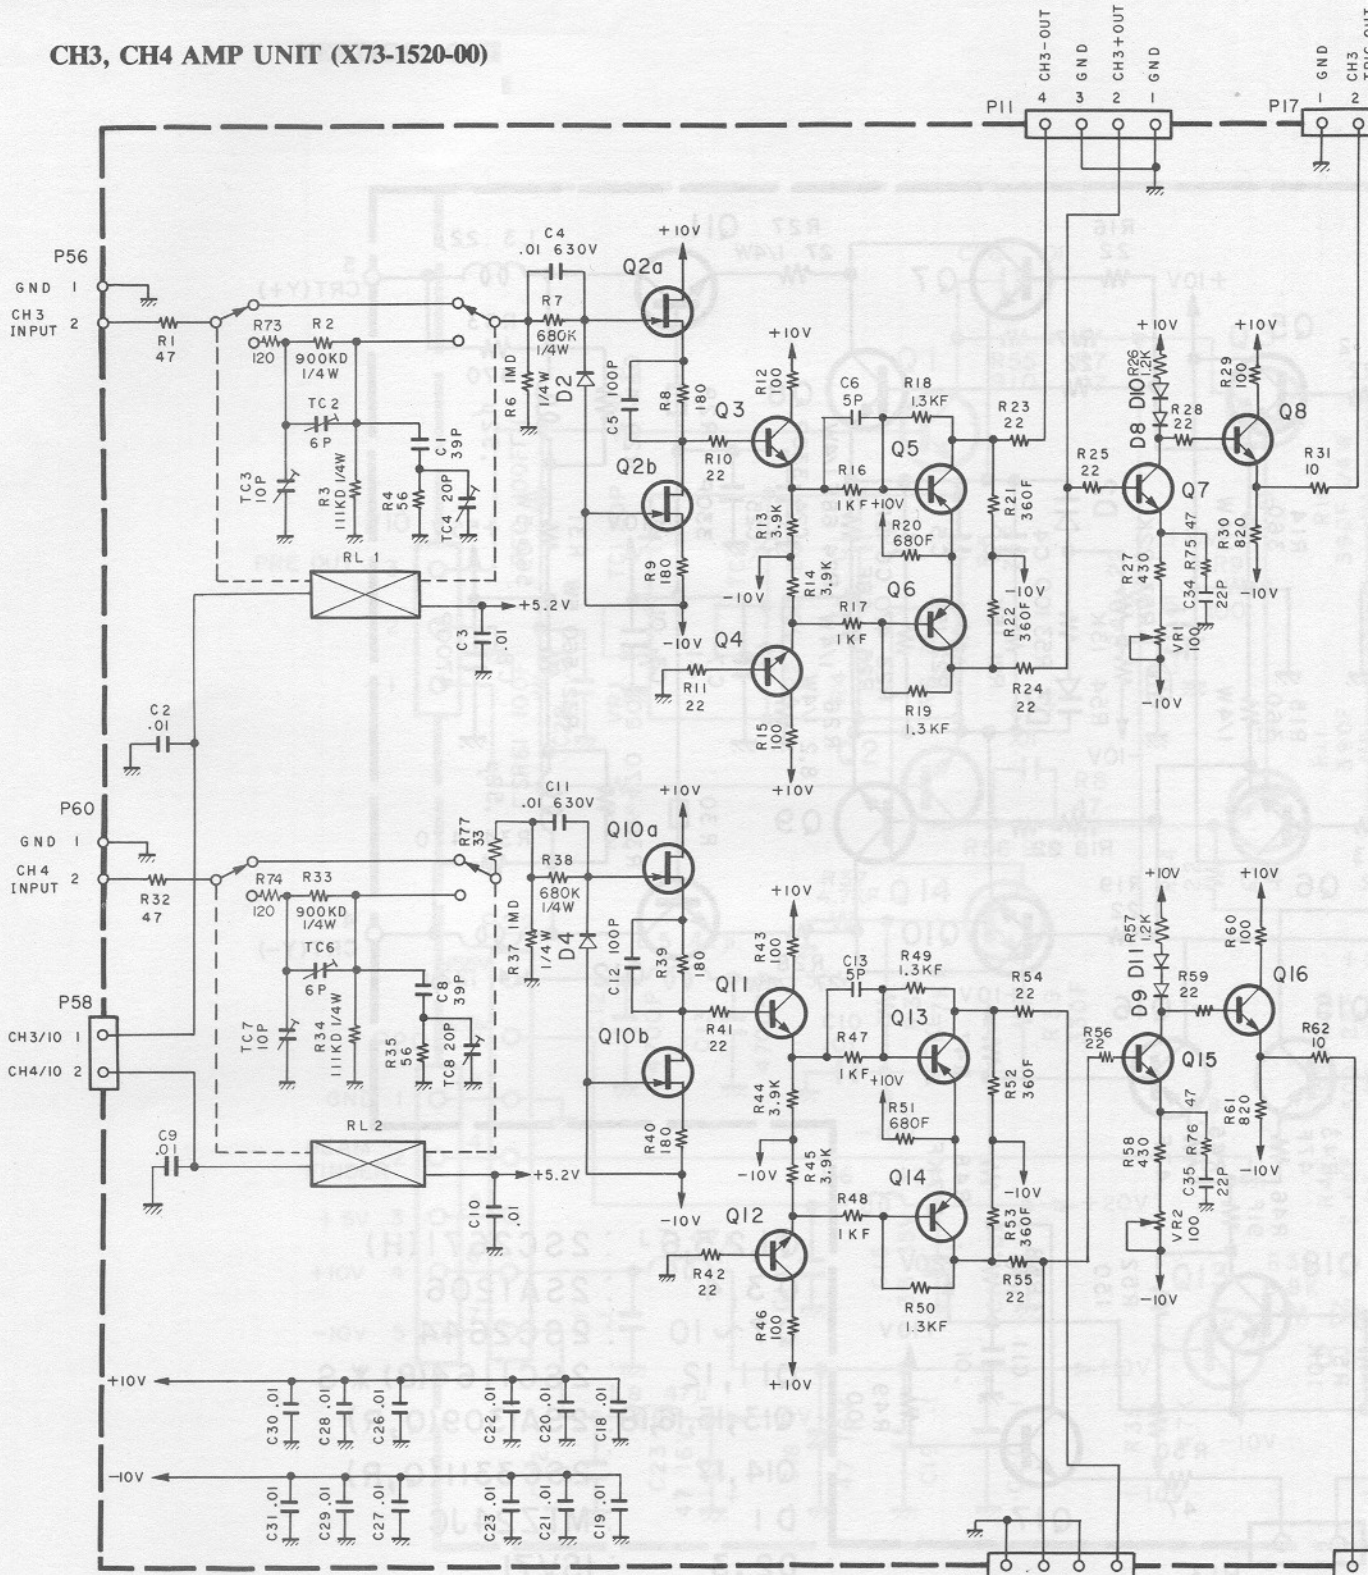 CH3, CH4 AMP UNIT (X73-1520-00)
CH3-OUT
GND
CH3+OUT
GND
4 3 2 1
P11
GND
CH3
1 2
P17
P56
GND 1
CH3
INPUT 2
R1
47
R73
120
R2
900KD
1/4W
TC2
6P
TC3
10P
R3
111KD 1/4W
C1
39P
R4
56
TC4 20P
RL 1
C3
.01
+5.2V
C4
.01 630V
R7
680K
1/4W
R6 1MD
1/4W
D2
C5 100P
Q2a
+10V
R8
180
Q2b
R9
180
-10V
R10
22
Q3
R12
100
+10V
R13
3.9K
-10V
R14
3.9K
Q4
R11
22
R15
100
+10V
C6
5P
R18
1.3KF
R16
1KF
+10V
Q5
R20
680F
R17
1KF
Q6
R19
1.3KF
R23
22
R21
360F
-10V
R22
360F
R24
22
R25
22
Q7
+10V
R26
1.2K
D8 D10
R28
22
R27
430
R75 47
C34
22P
VR1
100
-10V
+10V
R29
100
Q8
R31
10
R30
820
-10V
C2
.01
P60
GND 1
CH4
INPUT 2
R32
47
R74
120
R33
900KD
1/4W
TC6
6P
TC7
10P
R34
111KD 1/4W
C8
39P
R35
56
TC8 20P
P58
CH3/10 1
CH4/10 2
C9
.01
RL 2
C10
.01
+5.2V
R77
33
C11
.01 630V
R38
680K
1/4W
R37 1MD
1/4W
D4
C12 100P
Q10a
+10V
R39
180
Q10b
R40
180
-10V
R41
22
Q11
R43
100
+10V
R44
3.9K
-10V
R45
3.9K
Q12
R42
22
R46
100
+10V
C13
5P
R49
1.3KF
R47
1KF
+10V
Q13
R51
680F
R48
1KF
Q14
R50
1.3KF
R54
22
R52
360F
-10V
R53
360F
R55
22
R56
22
Q15
+10V
R57
1.2K
D9 D11
R59
22
R58
430
R76 47
C35
22P
VR2
100
-10V
+10V
R60
100
Q16
R62
10
R61
820
-10V
+10V
C30 .01
C28 .01
C26 .01
C22 .01
C20 .01
C18 .01
-10V
C31 .01
C29 .01
C27 .01
C23 .01
C21 .01
C19 .01